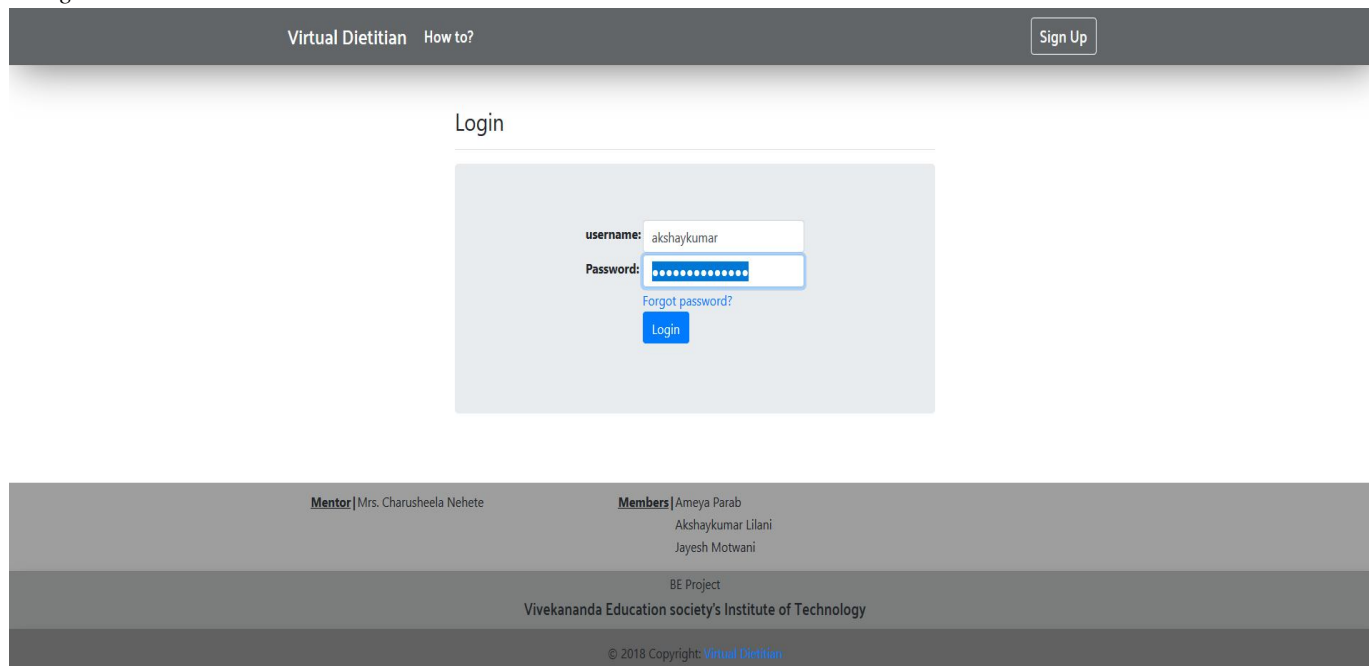 Virtual Dietitian How to? Sign Up
Login
username: akshaykumar
Password: ••••••••••••••
Forgot password?
Login
Mentor|Mrs. Charusheela Nehete Members|Ameya Parab
Akshaykumar Lilani
Jayesh Motwani
BE Project
Vivekananda Education society's Institute of Technology
© 2018 Copyright: Virtual Dietitian